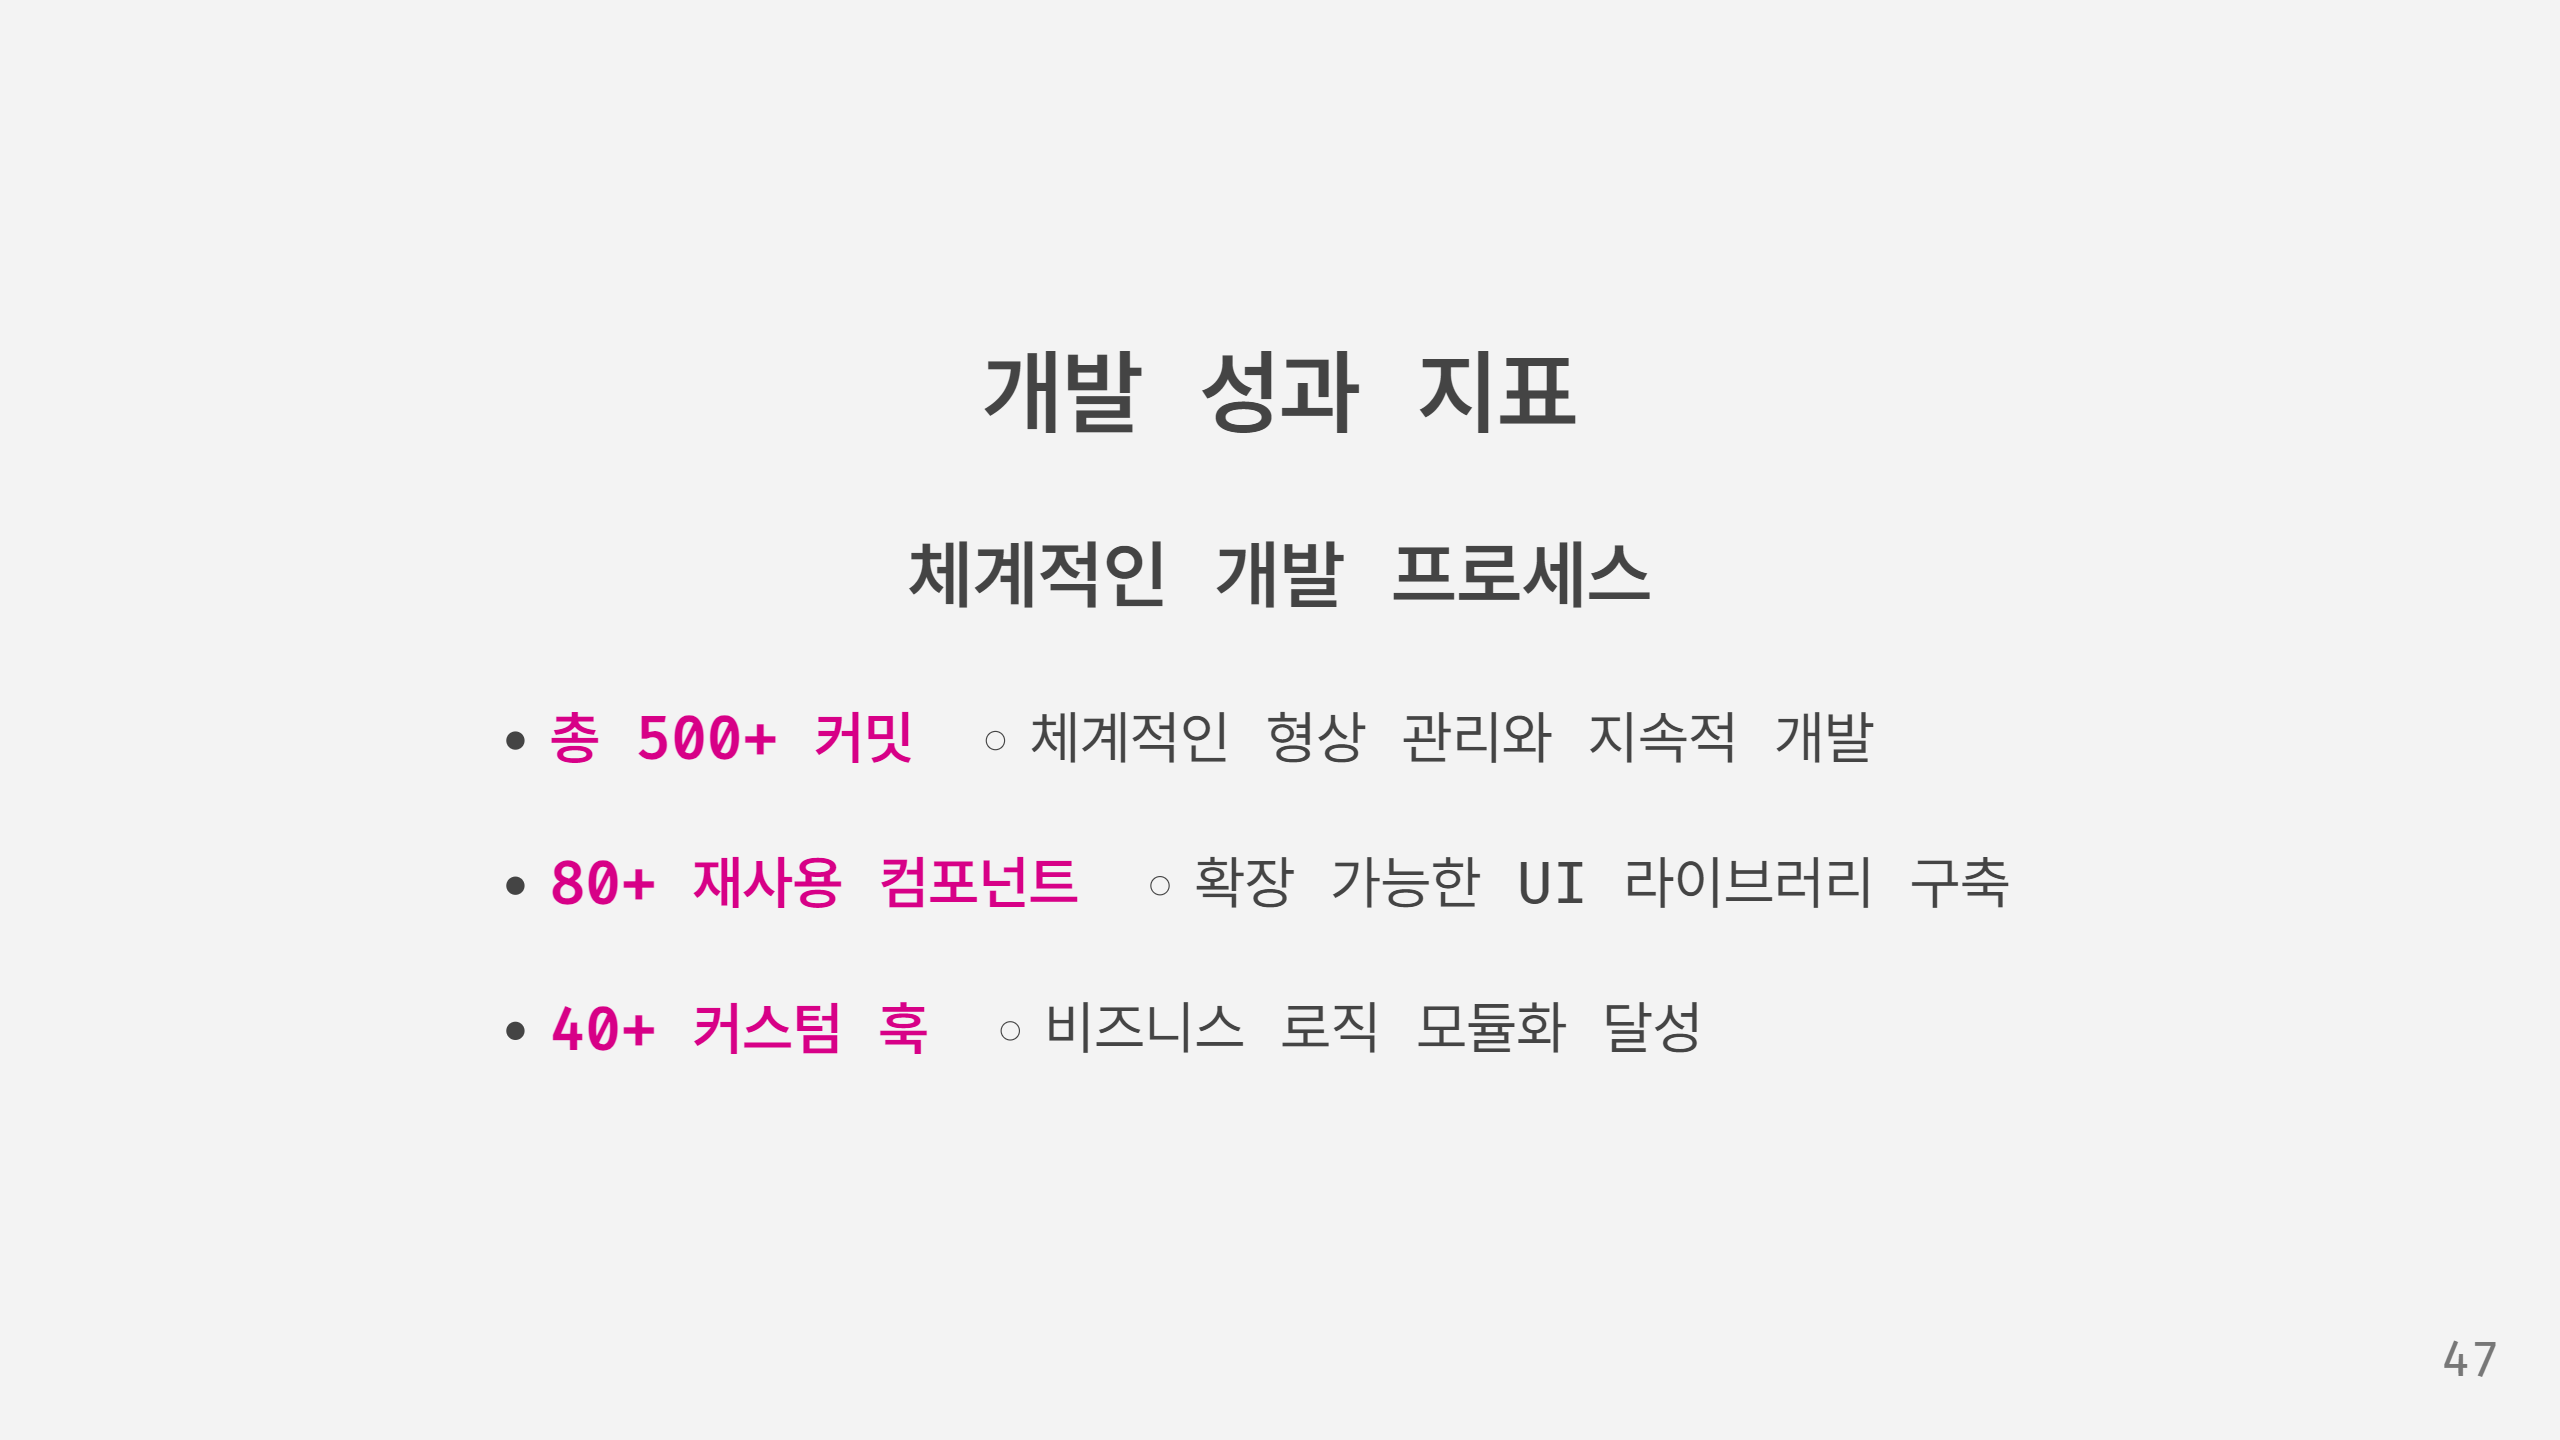 개발 성과 지표
체계적인 개발 프로세스
• 총 500+ 커밋 ○ 체계적인 형상 관리와 지속적 개발
• 80+ 재사용 컴포넌트 ○ 확장 가능한 UI 라이브러리 구축
• 40+ 커스텀 훅 ○ 비즈니스 로직 모듈화 달성
47